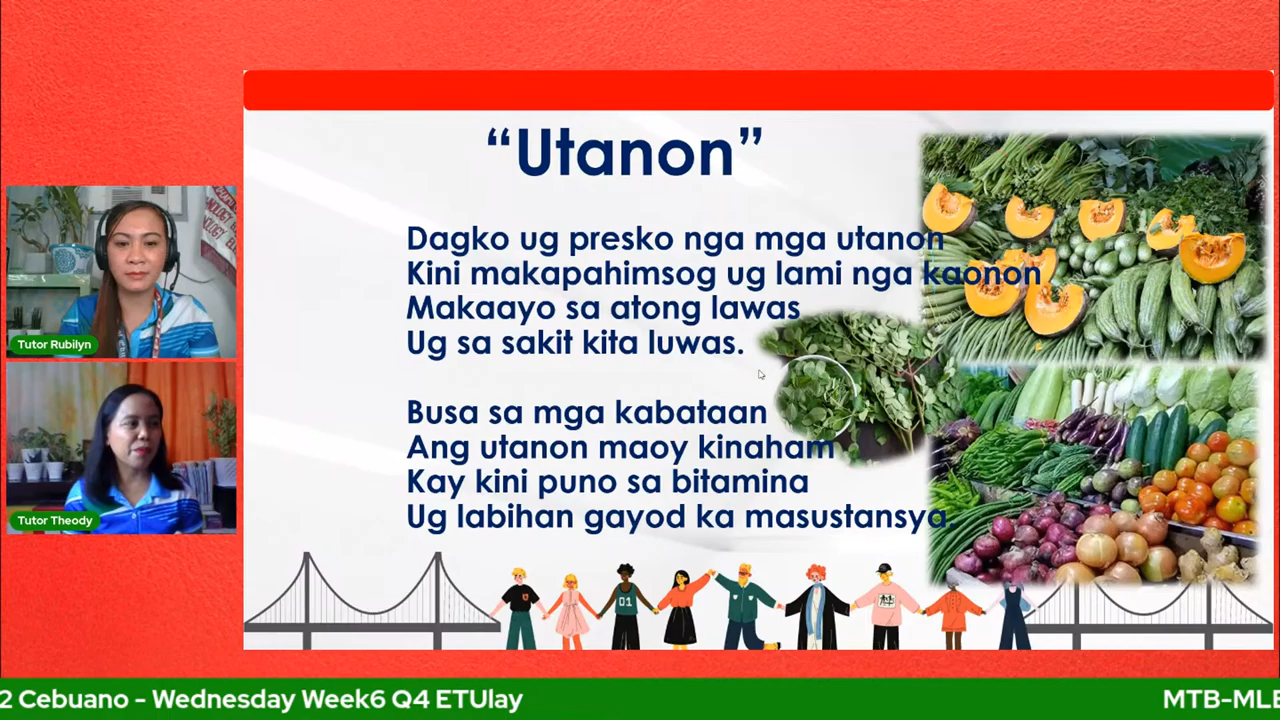 “Utanon”
Dagko ug presko nga mga utanon
Kini makapahimsog ug lami nga kaonon
Makaayo sa atong lawas
Ug sa sakit kita luwas.
Busa sa mga kabataan
Ang utanon maoy kinaham
Kay kini puno sa bitamina
Ug labihan gayod ka masustansya.
Tutor Rubilyn
Tutor Theody
01
2 Cebuano - Wednesday Week6 Q4 ETUlay
MTB-MLE